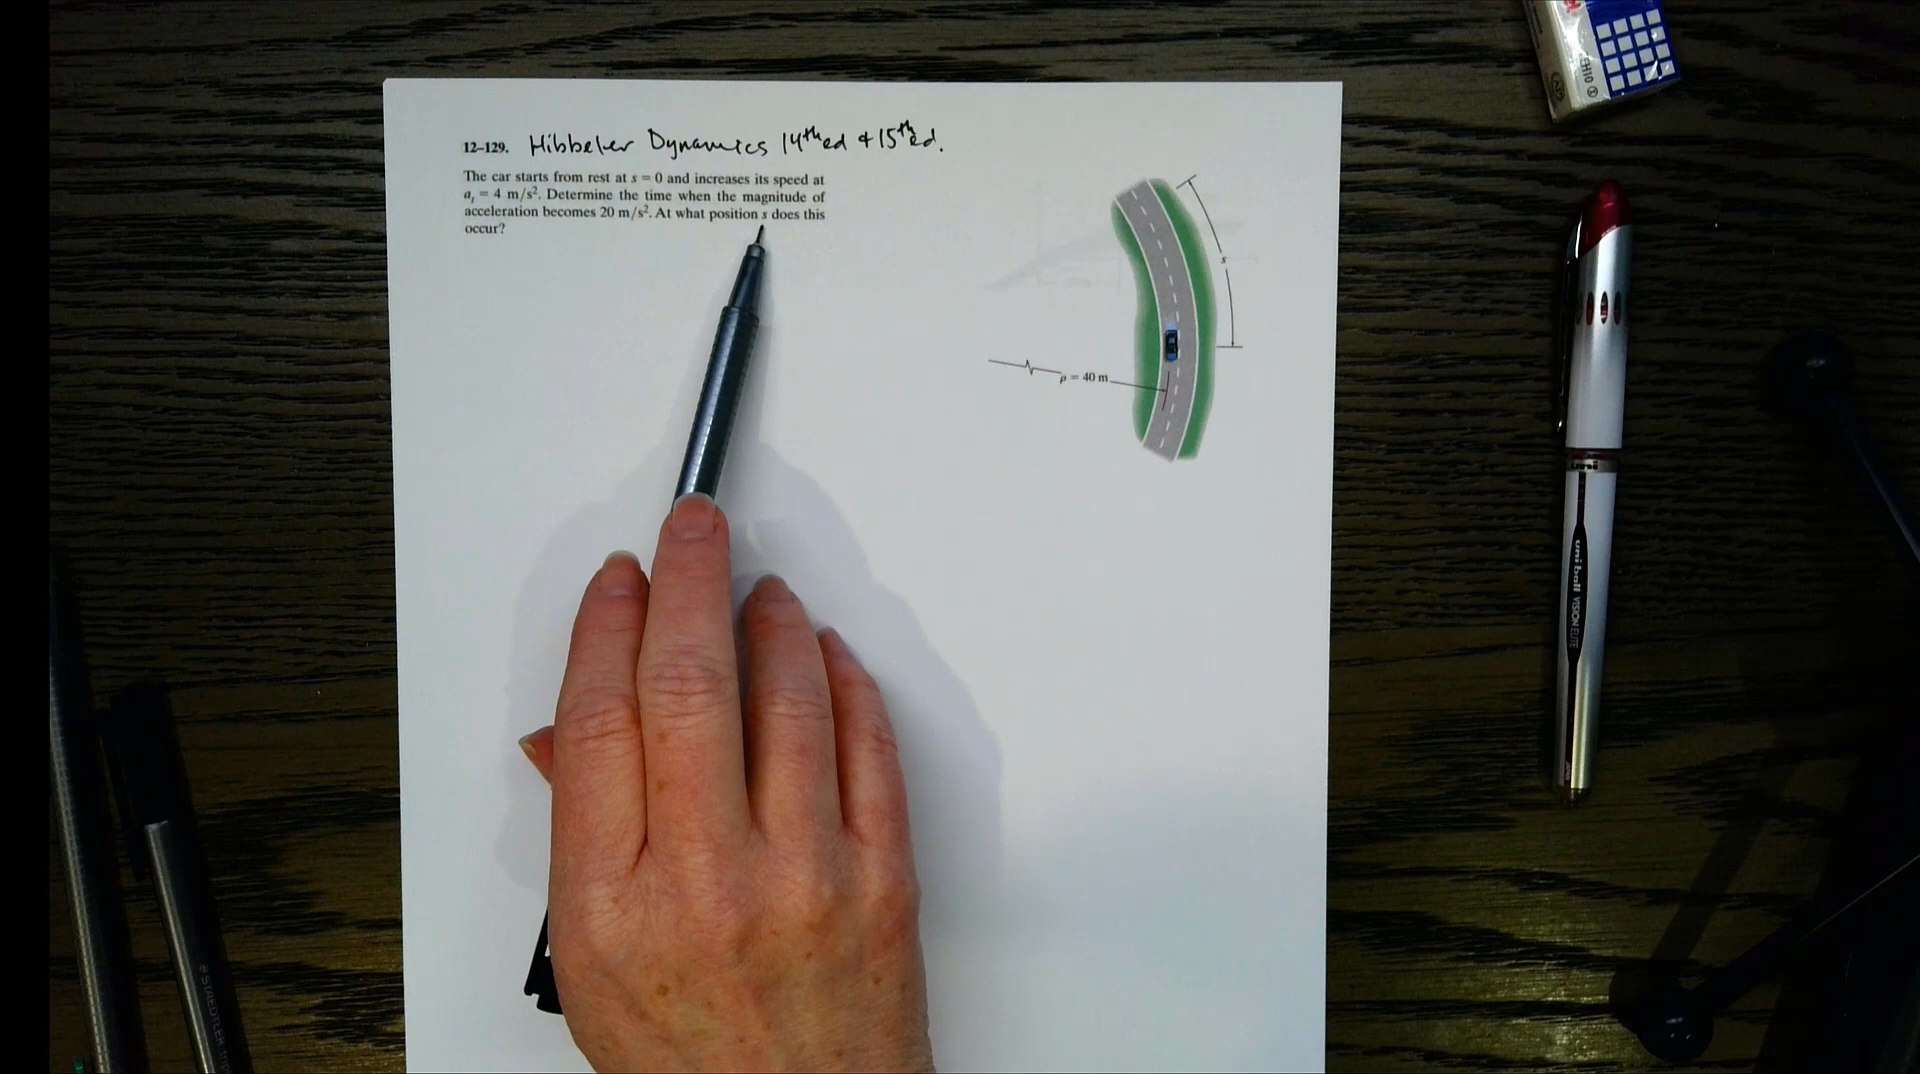 12–129. Hibbeler Dynamics 14th ed & 15th ed.
The car starts from rest at s = 0 and increases its speed at
aₜ = 4 m/s². Determine the time when the magnitude of
acceleration becomes 20 m/s². At what position s does this
occur?
s
ρ = 40 m
uni
uni-ball VISION ELITE
STAEDTLER